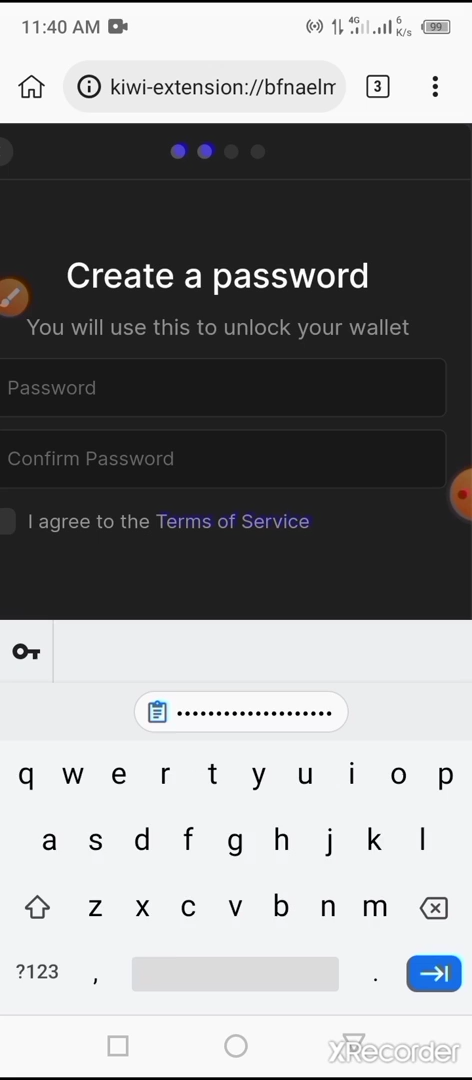 11:40 AM
4G
6
K/s
99
kiwi-extension://bfnaelm
3
Create a password
You will use this to unlock your wallet
Password
Confirm Password
I agree to the Terms of Service
••••••••••••••••••••
q w e r t y u i o p
a s d f g h j k l
z x c v b n m
?123 , .
XRecorder